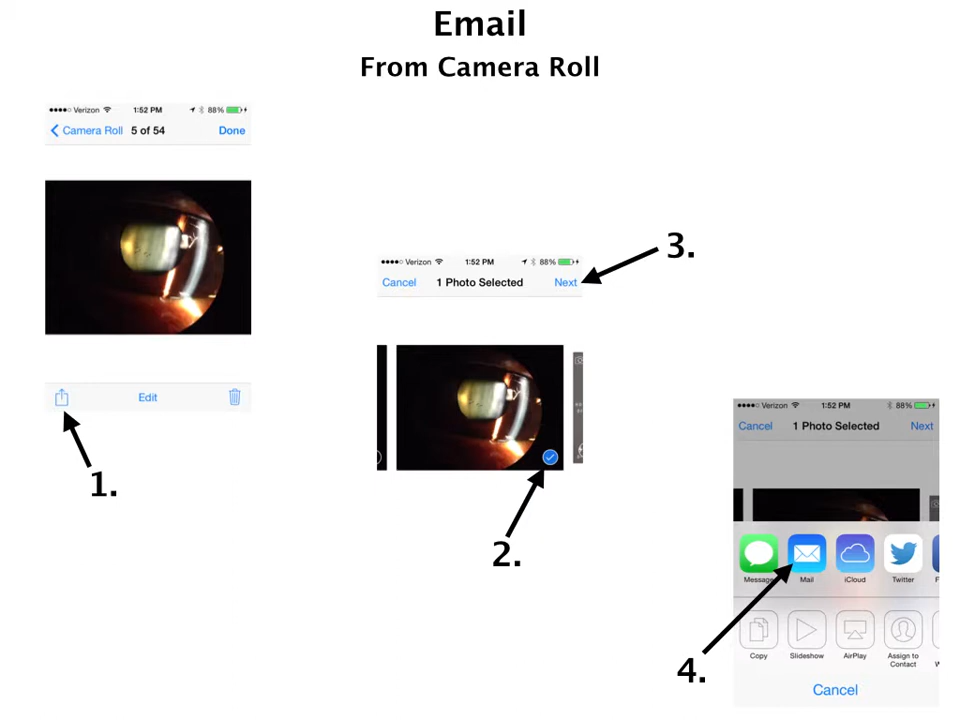 Email
From Camera Roll
Verizon 1:52 PM 88%
Camera Roll 5 of 54 Done
Edit
1.
Verizon 1:52 PM 88%
Cancel 1 Photo Selected Next
3.
2.
Verizon 1:52 PM 88%
Cancel 1 Photo Selected Next
Message Mail iCloud Twitter
Copy Slideshow AirPlay Assign to
Contact
4.
Cancel